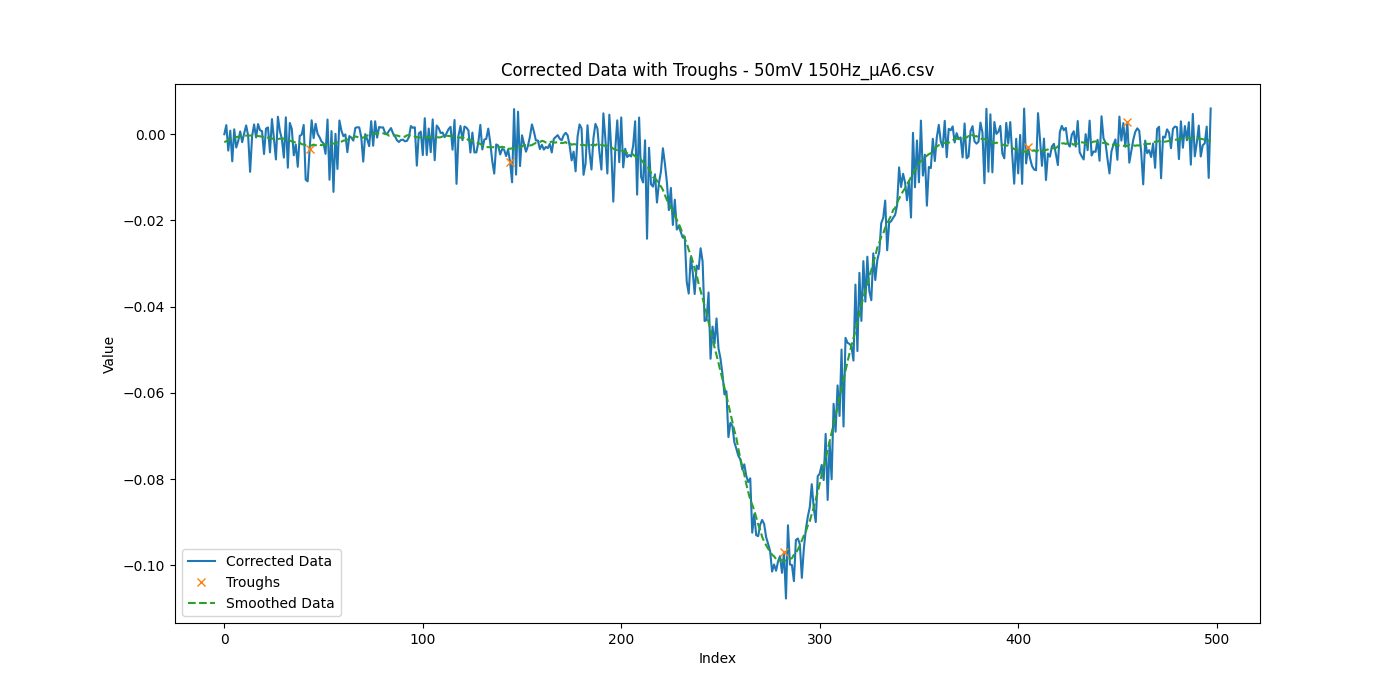 Corrected Data with Troughs - 50mV 150Hz_µA6.csv
Value
0.00
−0.02
−0.04
−0.06
−0.08
−0.10
Corrected Data
Troughs
Smoothed Data
0 100 200 300 400 500
Index